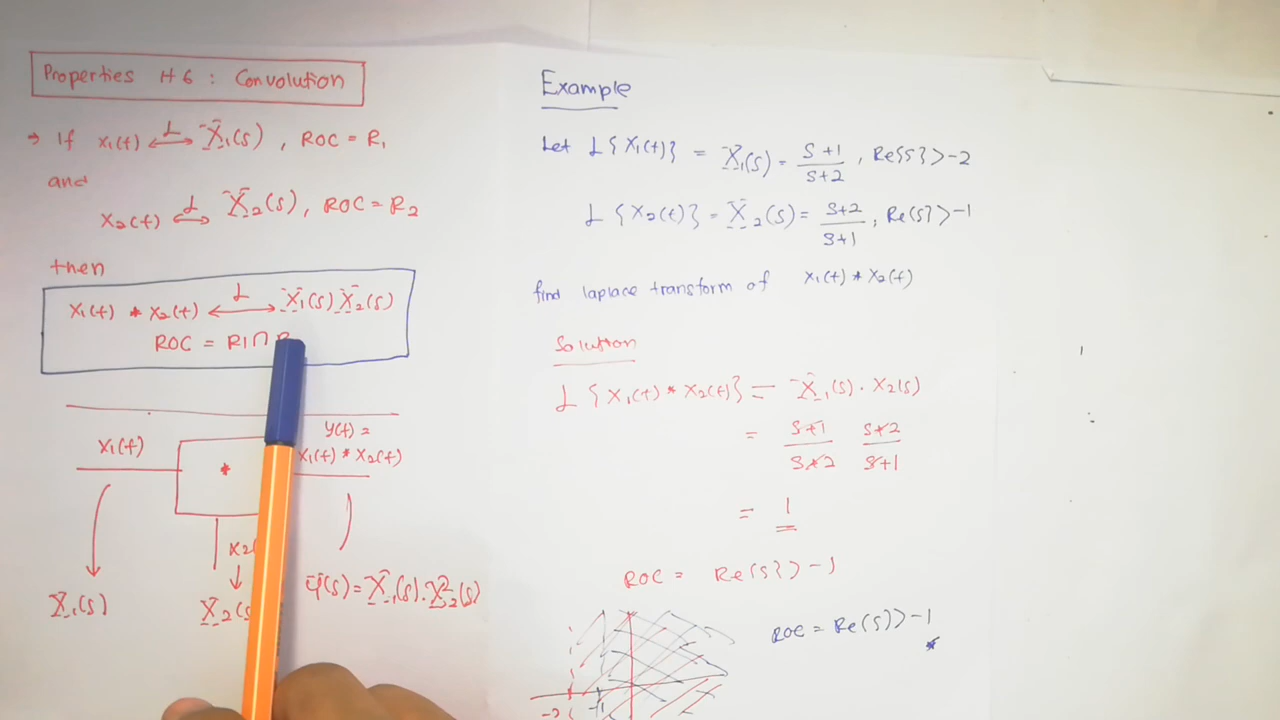 Properties # 6 : Convolution
→ If x₁(t) ⟷ X₁(s) , ROC = R₁
L
and
x₂(t) ⟷ X₂(s), ROC = R₂
L
then
x₁(t) * x₂(t) ⟷ X₁(s) X₂(s)
L
ROC = R1 ∩
x₁(t)
*
y(t) =
x₁(t) * x₂(t)
X₁(s)
Y(s) = X₁(s).X₂(s)
Example
Let L{x₁(t)} = X₁(s) = (s+1)/(s+2) , Re{s} > -2
L{x₂(t)} = X₂(s) = (s+2)/(s+1) , Re{s} > -1
find laplace transform of x₁(t) * x₂(t)
Solution
L{x₁(t) * x₂(t)} = X₁(s) . X₂(s)
= (s+1)/(s+2) (s+2)/(s+1)
= 1
ROC = Re{s} > -1
ROC = Re(s) > -1
-2 -1